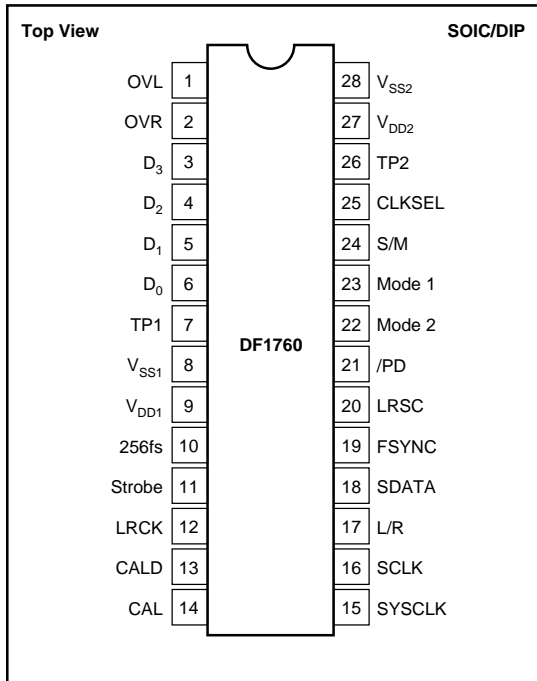 Top View SOIC/DIP
OVL 1 28 VSS2
OVR 2 27 VDD2
D3 3 26 TP2
D2 4 25 CLKSEL
D1 5 24 S/M
D0 6 23 Mode 1
TP1 7 22 Mode 2
DF1760
VSS1 8 21 /PD
VDD1 9 20 LRSC
256fs 10 19 FSYNC
Strobe 11 18 SDATA
LRCK 12 17 L/R
CALD 13 16 SCLK
CAL 14 15 SYSCLK